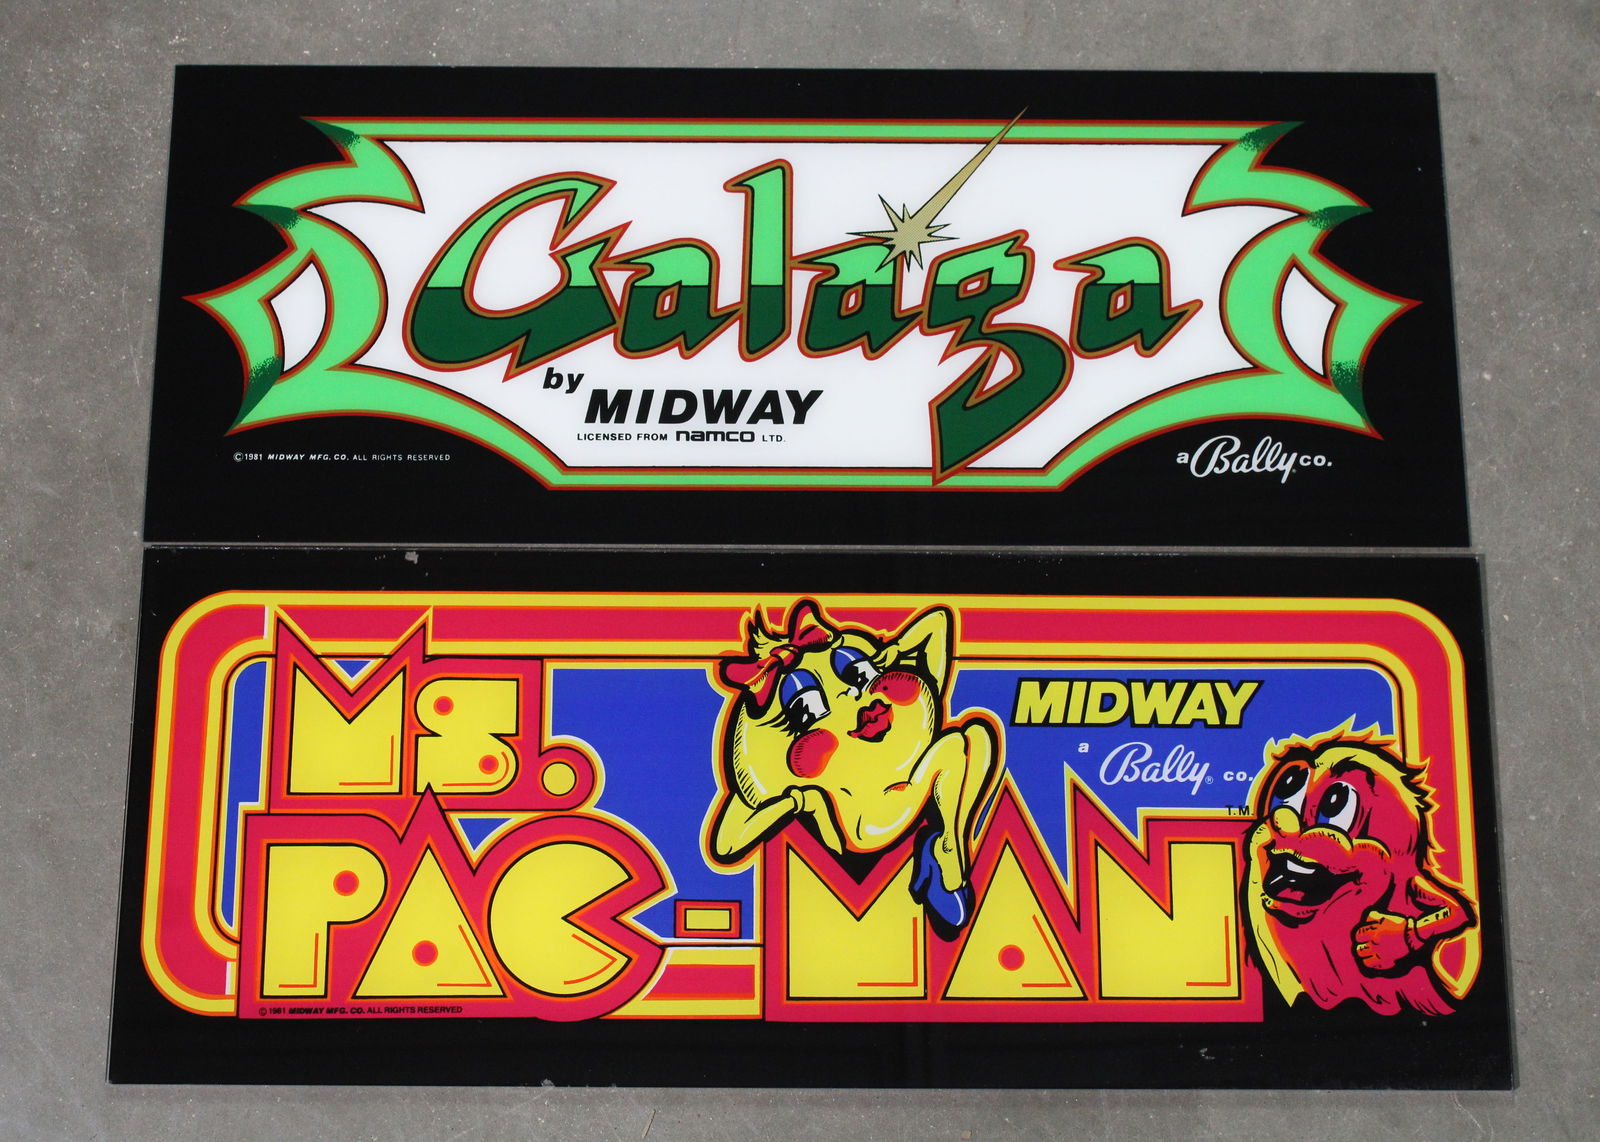 Galaga
by
MIDWAY
LICENSED FROM namco LTD.
©1981 MIDWAY MFG. CO. ALL RIGHTS RESERVED
a Bally co.
Ms.
PAC-MAN
MIDWAY
a Bally® co.
T.M.
©1981 MIDWAY MFG. CO. ALL RIGHTS RESERVED